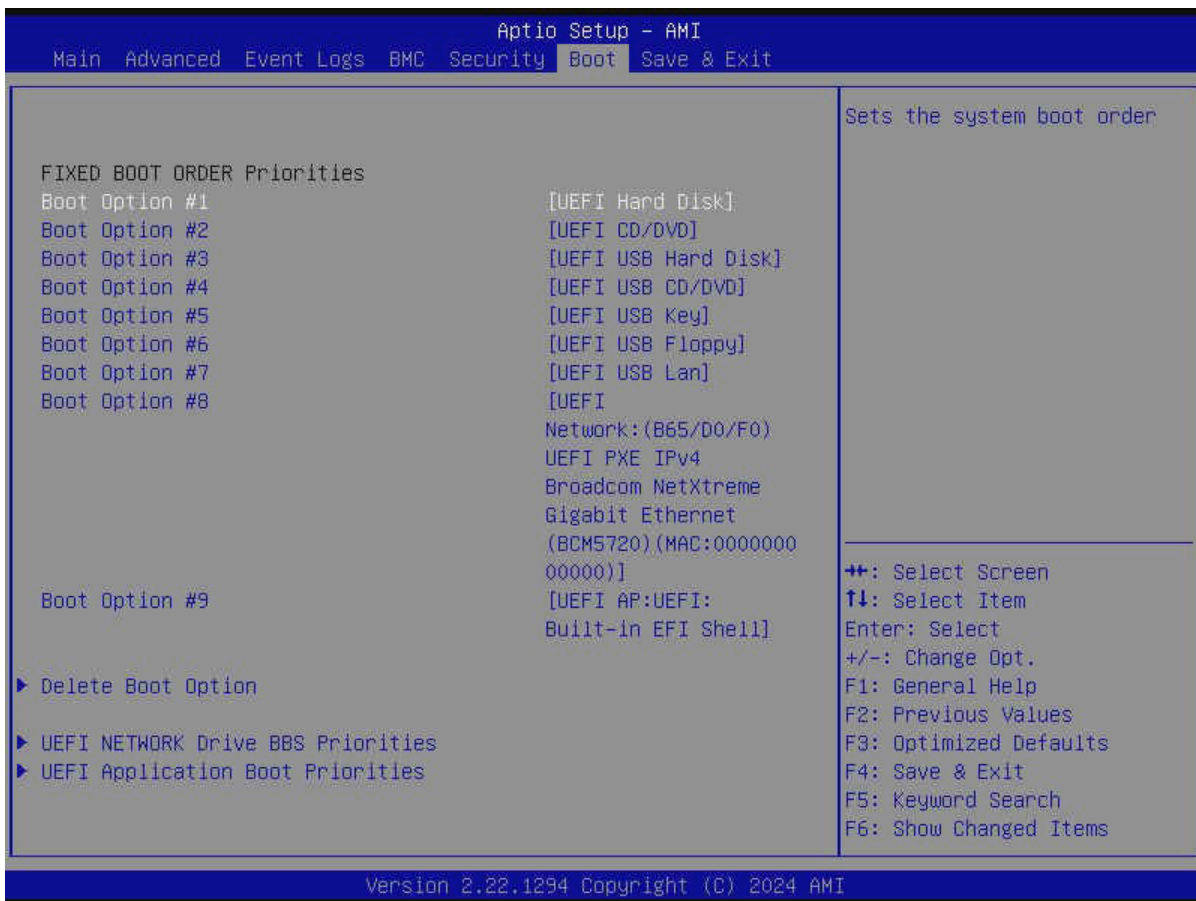 Aptio Setup - AMI
Main Advanced Event Logs BMC Security Boot Save & Exit
Sets the system boot order
FIXED BOOT ORDER Priorities
Boot Option #1 [UEFI Hard Disk]
Boot Option #2 [UEFI CD/DVD]
Boot Option #3 [UEFI USB Hard Disk]
Boot Option #4 [UEFI USB CD/DVD]
Boot Option #5 [UEFI USB Key]
Boot Option #6 [UEFI USB Floppy]
Boot Option #7 [UEFI USB Lan]
Boot Option #8 [UEFI
Network:(B65/D0/F0)
UEFI PXE IPv4
Broadcom NetXtreme
Gigabit Ethernet
(BCM5720)(MAC:0000000
00000)]
Boot Option #9 [UEFI AP:UEFI:
Built-in EFI Shell]
Delete Boot Option
UEFI NETWORK Drive BBS Priorities
UEFI Application Boot Priorities
→←: Select Screen
↑↓: Select Item
Enter: Select
+/-: Change Opt.
F1: General Help
F2: Previous Values
F3: Optimized Defaults
F4: Save & Exit
F5: Keyword Search
F6: Show Changed Items
Version 2.22.1294 Copyright (C) 2024 AMI